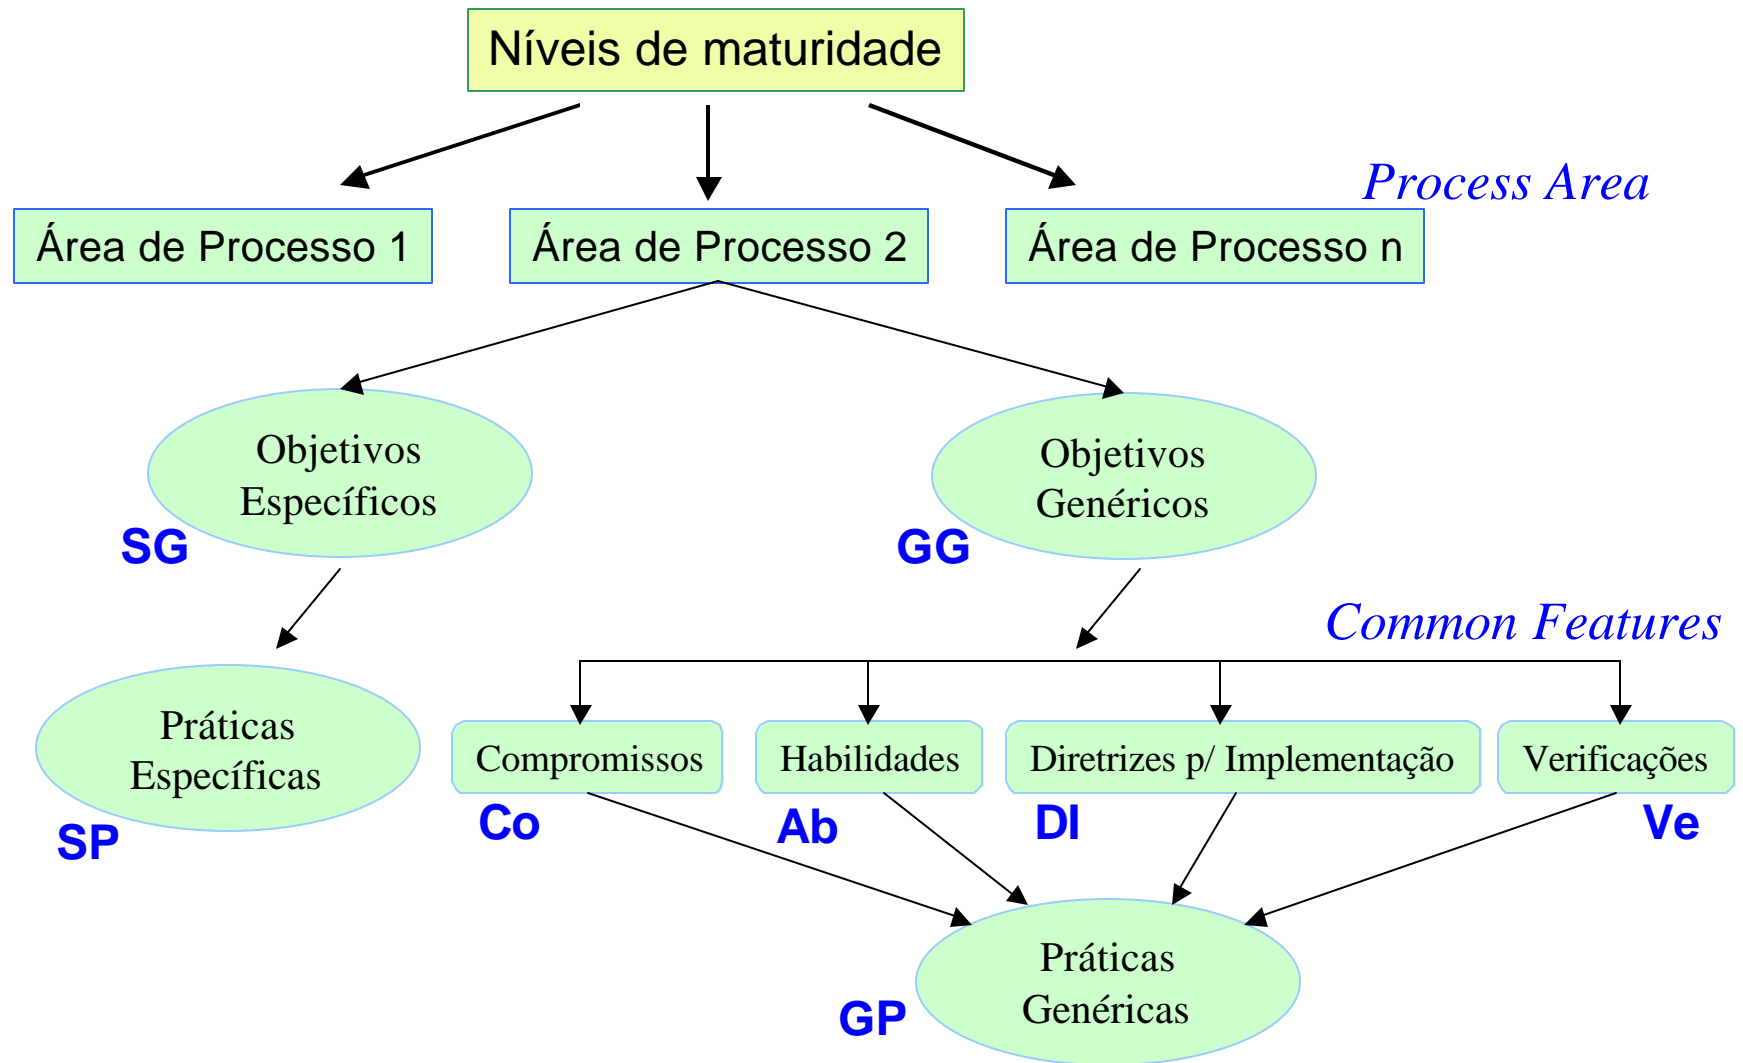 Níveis de maturidade
Process Area
Área de Processo 1
Área de Processo 2
Área de Processo n
Objetivos
Específicos
SG
Objetivos
Genéricos
GG
Common Features
Práticas
Específicas
SP
Compromissos
Co
Habilidades
Ab
Diretrizes p/ Implementação
DI
Verificações
Ve
Práticas
Genéricas
GP